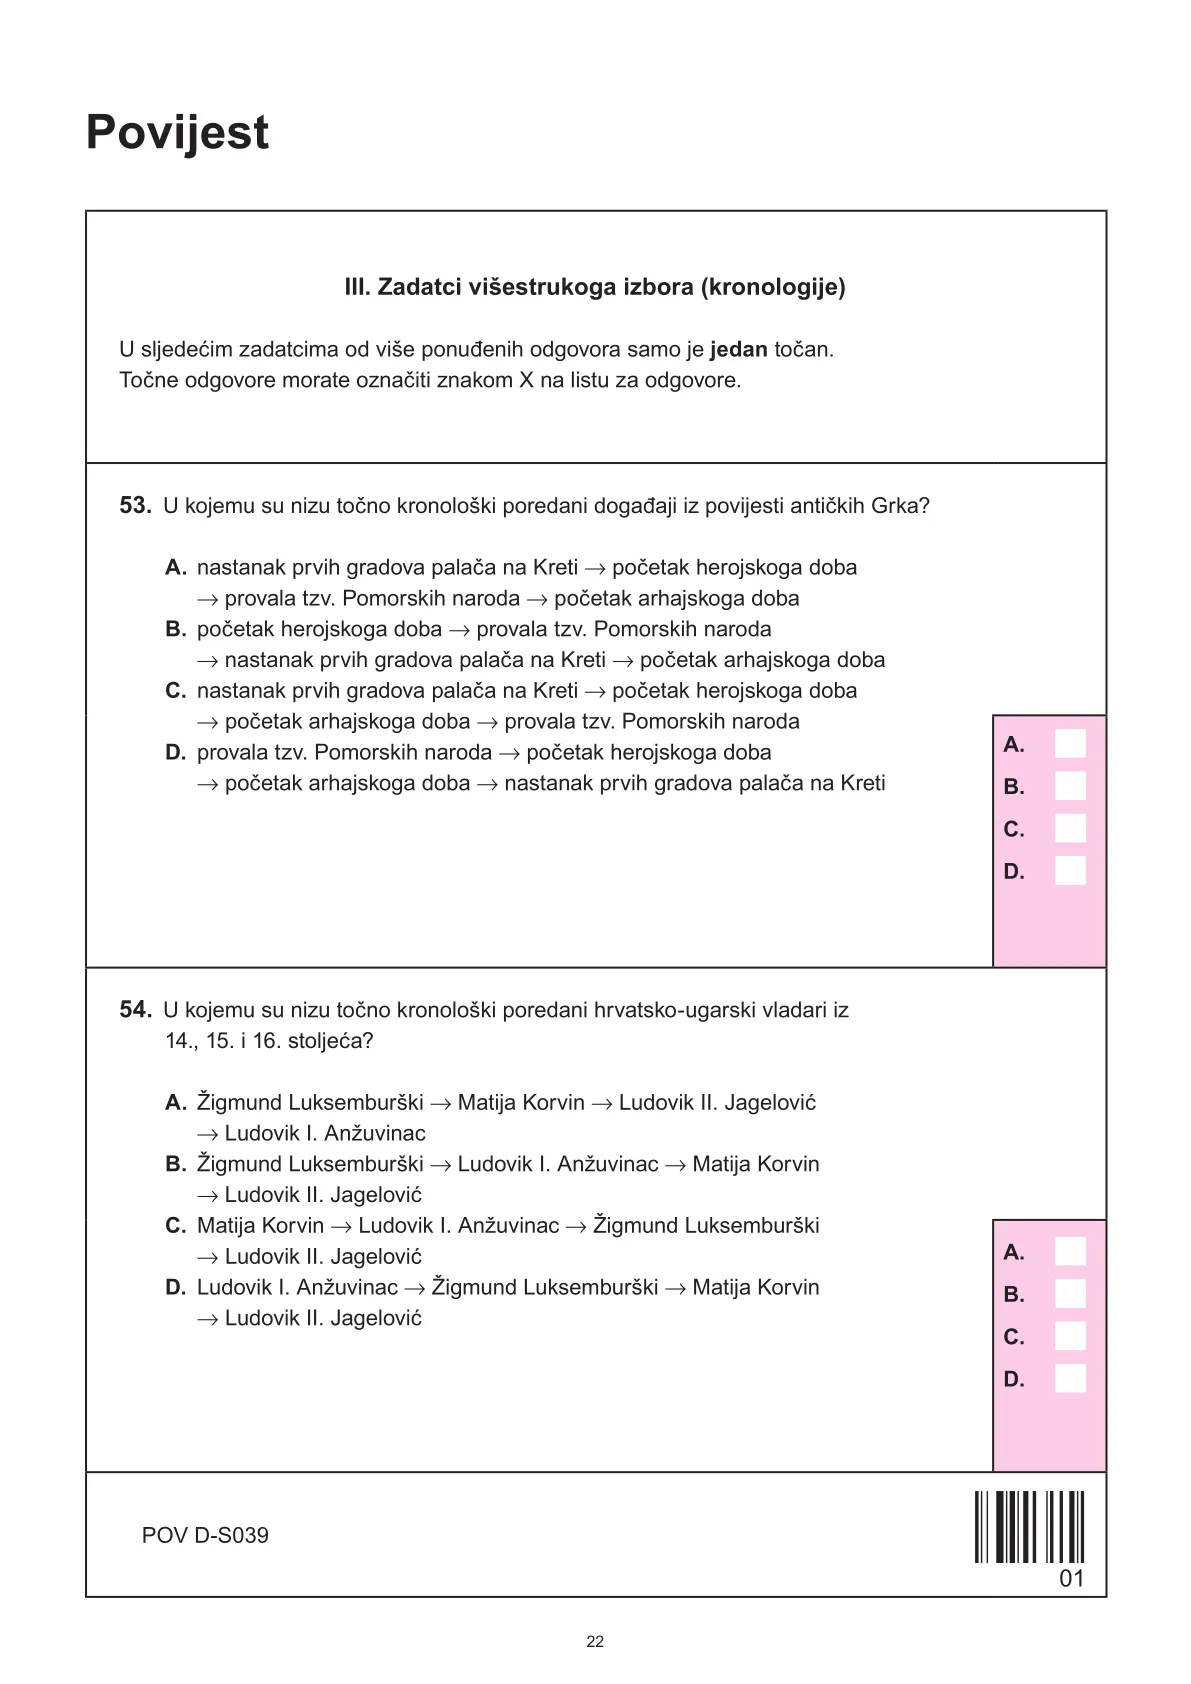 Povijest
III. Zadatci višestrukoga izbora (kronologije)
U sljedećim zadatcima od više ponuđenih odgovora samo je jedan točan.
Točne odgovore morate označiti znakom X na listu za odgovore.
53. U kojemu su nizu točno kronološki poredani događaji iz povijesti antičkih Grka?
A. nastanak prvih gradova palača na Kreti → početak herojskoga doba
→ provala tzv. Pomorskih naroda → početak arhajskoga doba
B. početak herojskoga doba → provala tzv. Pomorskih naroda
→ nastanak prvih gradova palača na Kreti → početak arhajskoga doba
C. nastanak prvih gradova palača na Kreti → početak herojskoga doba
→ početak arhajskoga doba → provala tzv. Pomorskih naroda
D. provala tzv. Pomorskih naroda → početak herojskoga doba
→ početak arhajskoga doba → nastanak prvih gradova palača na Kreti
A.
B.
C.
D.
54. U kojemu su nizu točno kronološki poredani hrvatsko-ugarski vladari iz
14., 15. i 16. stoljeća?
A. Žigmund Luksemburški → Matija Korvin → Ludovik II. Jagelović
→ Ludovik I. Anžuvinac
B. Žigmund Luksemburški → Ludovik I. Anžuvinac → Matija Korvin
→ Ludovik II. Jagelović
C. Matija Korvin → Ludovik I. Anžuvinac → Žigmund Luksemburški
→ Ludovik II. Jagelović
D. Ludovik I. Anžuvinac → Žigmund Luksemburški → Matija Korvin
→ Ludovik II. Jagelović
A.
B.
C.
D.
POV D-S039
01
22